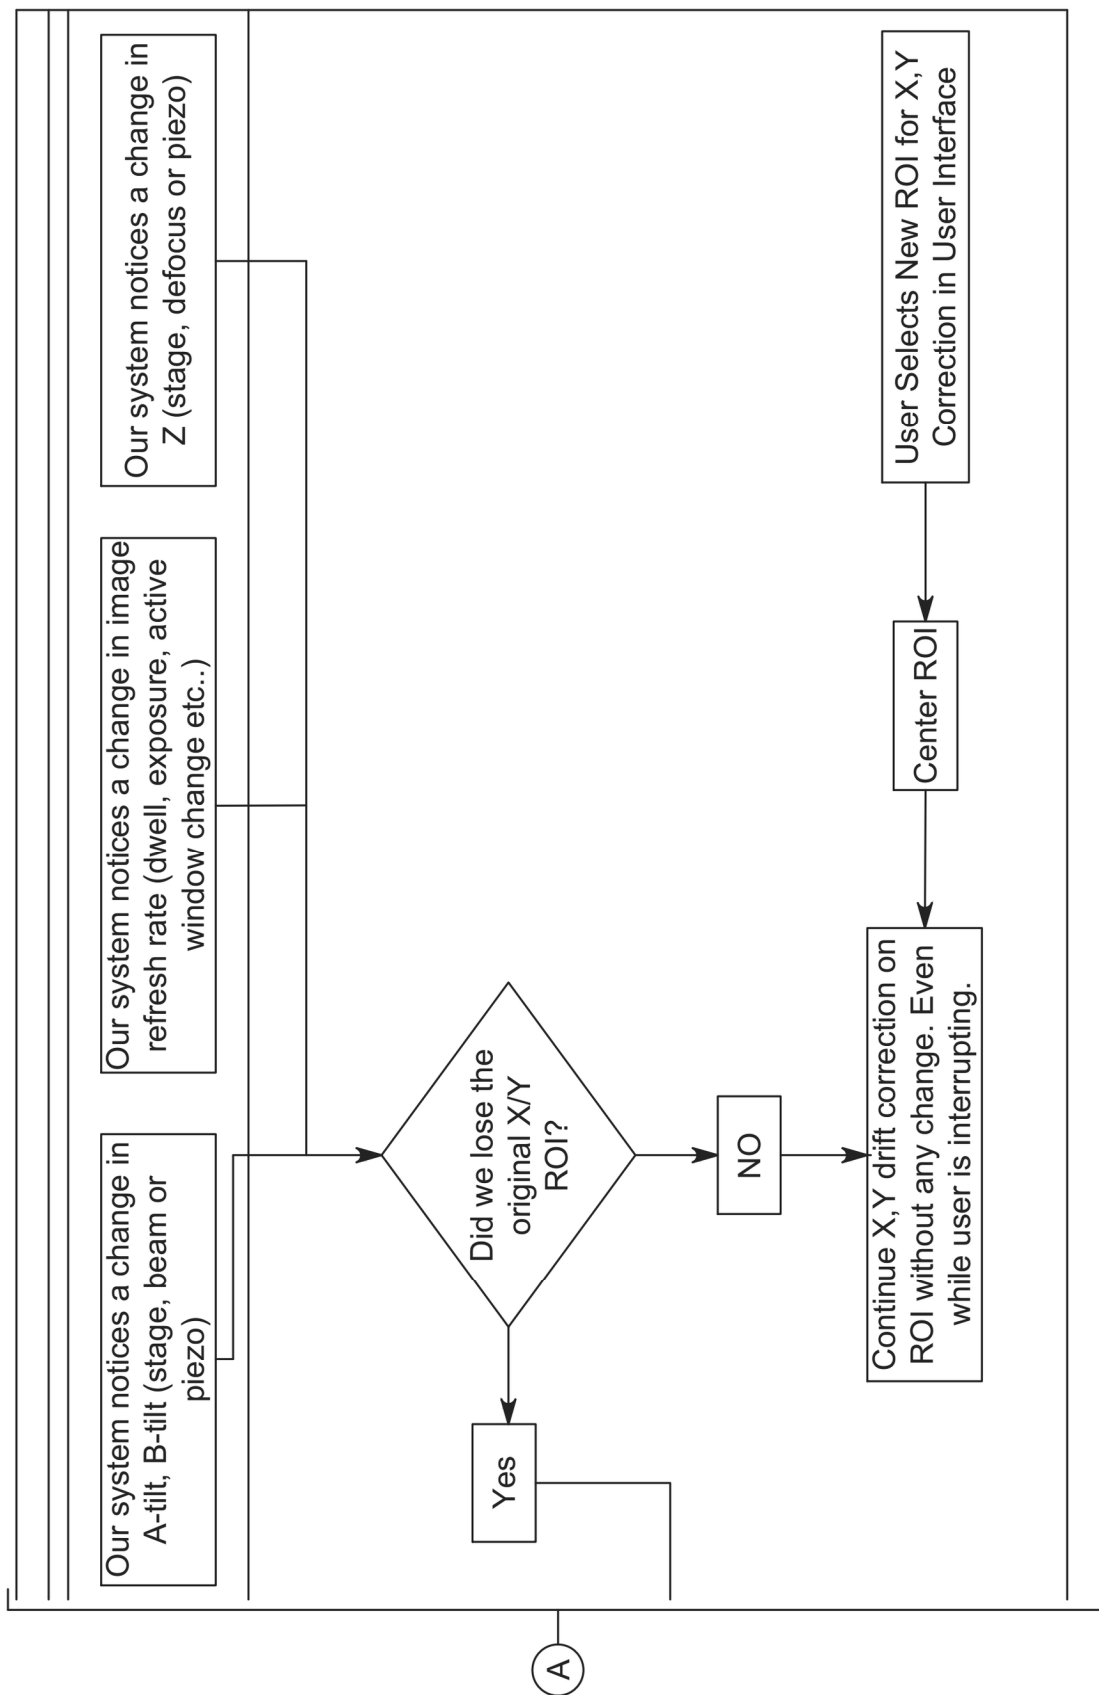 Our system notices a change in
A-tilt, B-tilt (stage, beam or
piezo)
Our system notices a change in image
refresh rate (dwell, exposure, active
window change etc..)
Our system notices a change in
Z (stage, defocus or piezo)
Did we lose the
original X/Y
ROI?
Yes
NO
Continue X,Y drift correction on
ROI without any change. Even
while user is interrupting.
Center ROI
User Selects New ROI for X,Y
Correction in User Interface
A